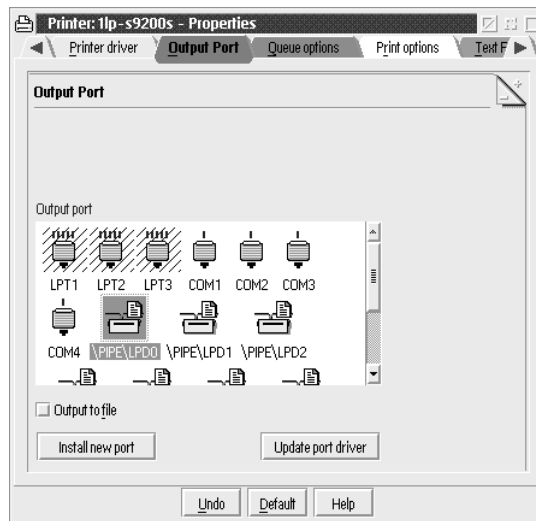 Printer: 1lp-s9200s - Properties
Printer driver Output Port Queue options Print options Text F
Output Port
Output port
LPT1 LPT2 LPT3 COM1 COM2 COM3
COM4 \PIPE\LPD0 \PIPE\LPD1 \PIPE\LPD2
Output to file
Install new port Update port driver
Undo Default Help